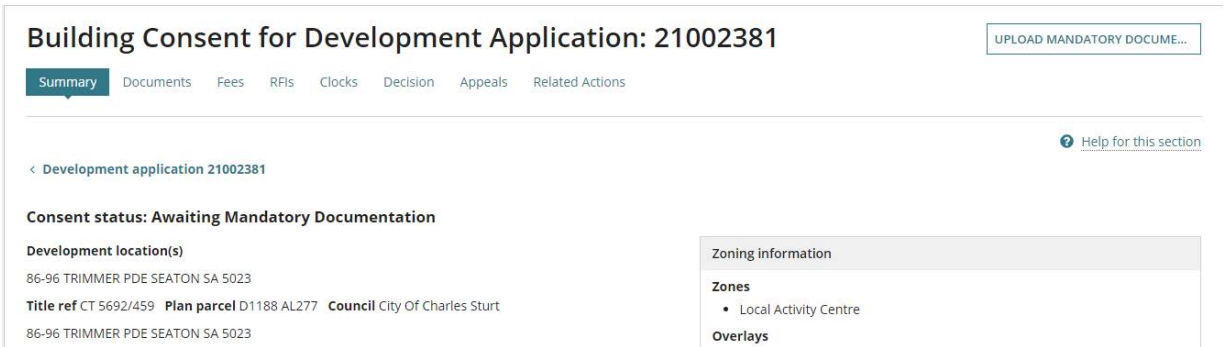 Building Consent for Development Application: 21002381
UPLOAD MANDATORY DOCUME...
Summary Documents Fees RFIs Clocks Decision Appeals Related Actions
Help for this section
< Development application 21002381
Consent status: Awaiting Mandatory Documentation
Development location(s)
86-96 TRIMMER PDE SEATON SA 5023
Title ref CT 5692/459 Plan parcel D1188 AL277 Council City Of Charles Sturt
86-96 TRIMMER PDE SEATON SA 5023
Zoning information
Zones
• Local Activity Centre
Overlays